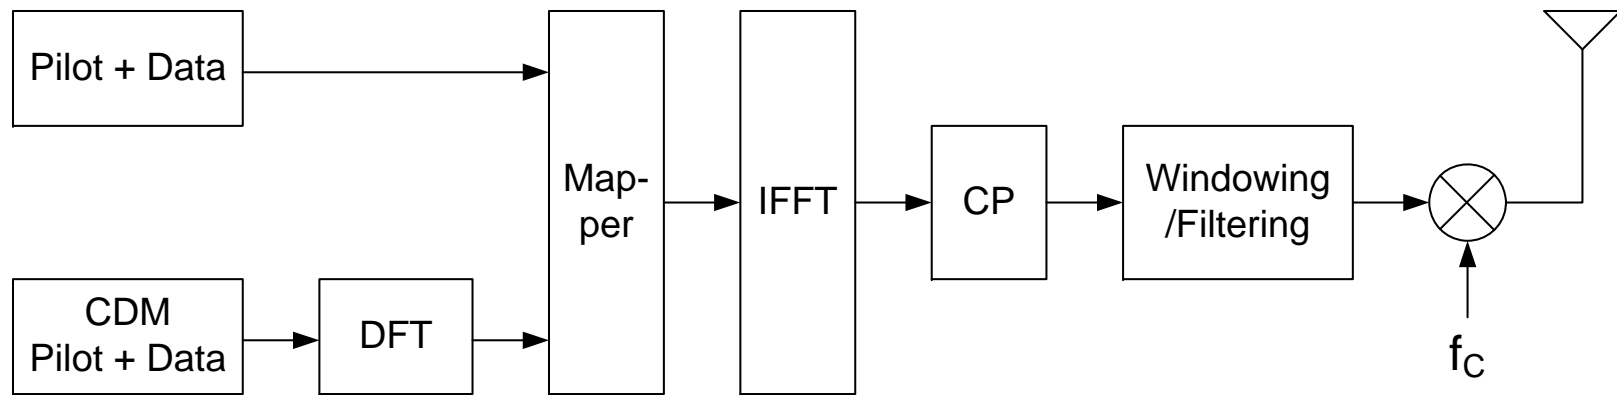 Pilot + Data
CDM
Pilot + Data
DFT
Map-
per
IFFT
CP
Windowing
/Filtering
fC